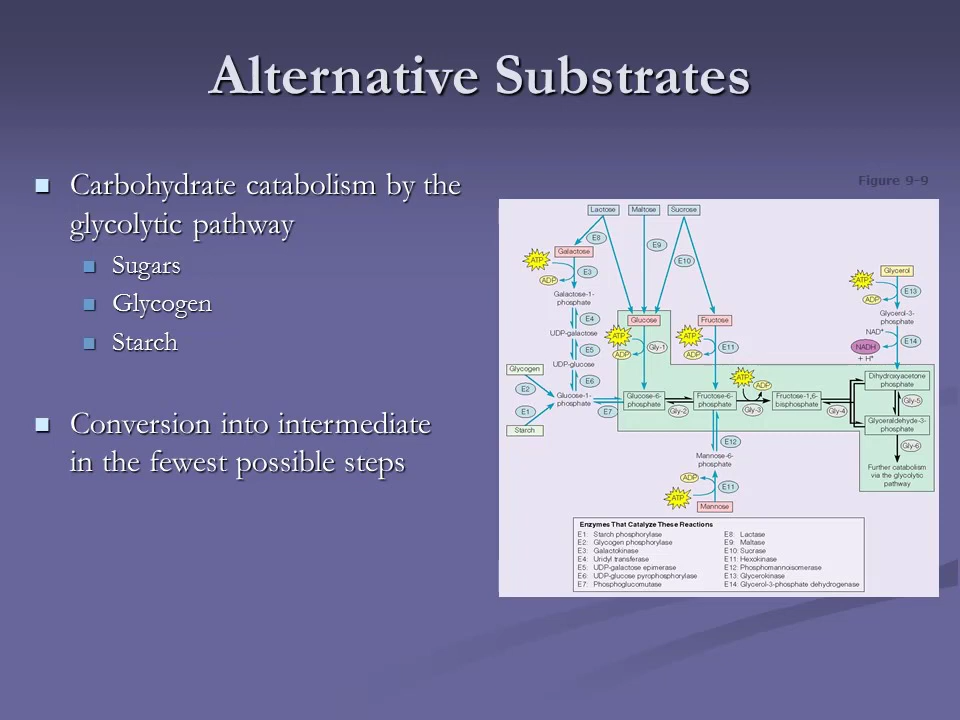 Alternative Substrates
Carbohydrate catabolism by the
glycolytic pathway
Sugars
Glycogen
Starch
Conversion into intermediate
in the fewest possible steps
Figure 9-9
Lactose
Maltose
Sucrose
E8
E9
E10
Galactose
ATP
ADP
E3
Galactose-1-
phosphate
E4
UDP-galactose
E5
UDP-glucose
E6
Glycogen
E2
Glucose-1-
phosphate
E1
Starch
E7
Glucose
ATP
ADP
Gly-1
Fructose
ATP
ADP
E11
Glucose-6-
phosphate
Gly-2
Fructose-6-
phosphate
ATP
ADP
Gly-3
Fructose-1,6-
bisphosphate
Gly-4
Glycerol
ATP
ADP
E13
Glycerol-3-
phosphate
NAD+
E14
NADH
+ H+
Dihydroxyacetone
phosphate
Gly-5
Glyceraldehyde-3-
phosphate
Gly-6
Further catabolism
via the glycolytic
pathway
E12
Mannose-6-
phosphate
ADP
E11
ATP
Mannose
Enzymes That Catalyze These Reactions
E1: Starch phosphorylase
E2: Glycogen phosphorylase
E3: Galactokinase
E4: Uridyl transferase
E5: UDP-galactose epimerase
E6: UDP-glucose pyrophosphorylase
E7: Phosphoglucomutase
E8: Lactase
E9: Maltase
E10: Sucrase
E11: Hexokinase
E12: Phosphomannoisomerase
E13: Glycerokinase
E14: Glycerol-3-phosphate dehydrogenase